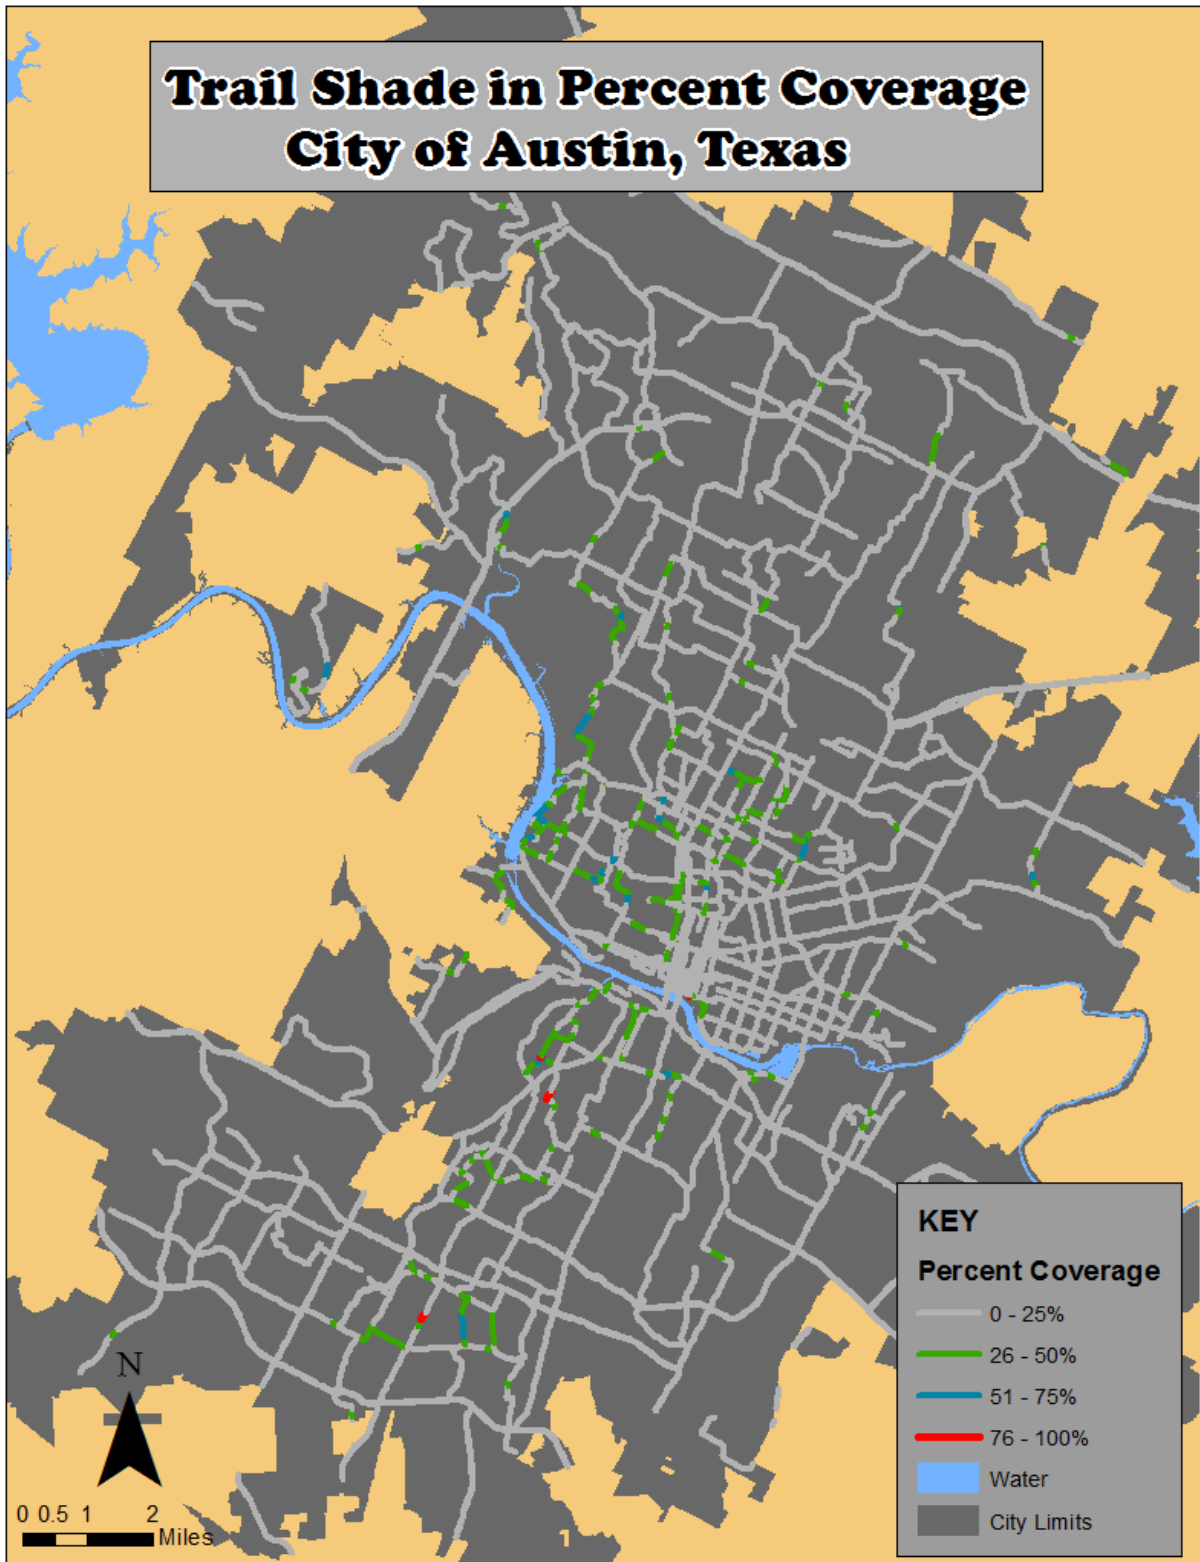 Trail Shade in Percent Coverage
City of Austin, Texas
KEY
Percent Coverage
0 - 25%
26 - 50%
51 - 75%
76 - 100%
Water
City Limits
N
0 0.5 1 2
Miles